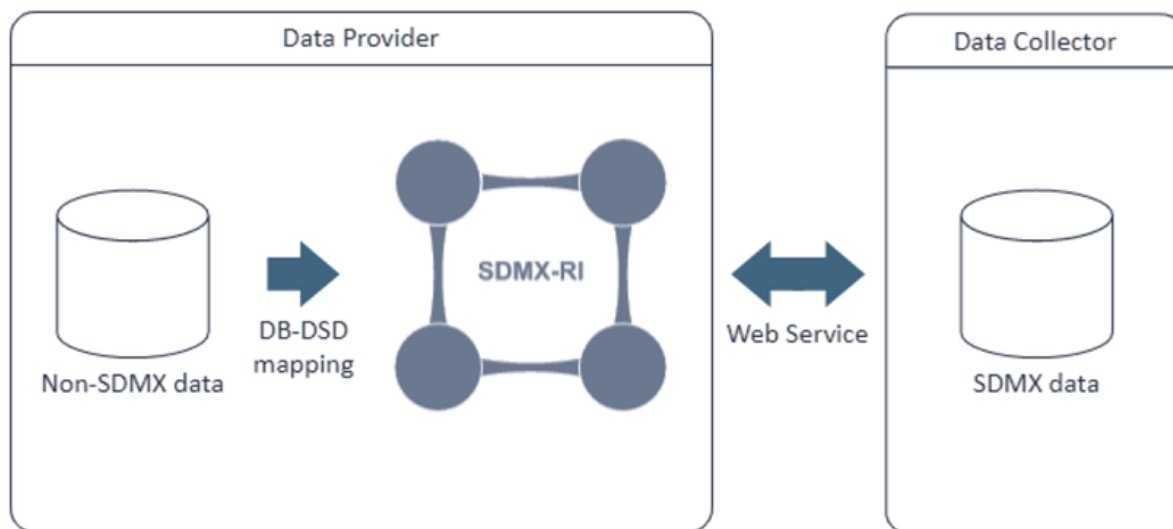 Data Provider
Data Collector
SDMX-RI
DB-DSD
mapping
Web Service
Non-SDMX data
SDMX data